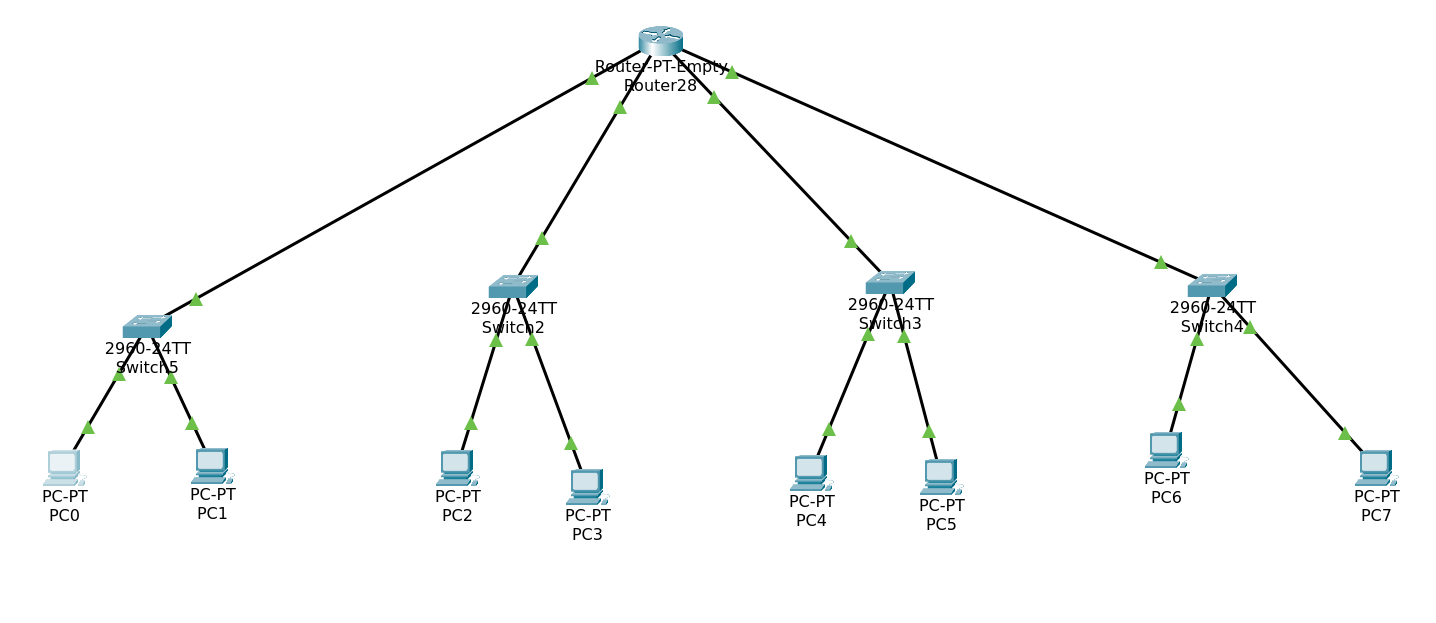 Router-PT-Empty
Router28
2960-24TT
Switch5
2960-24TT
Switch2
2960-24TT
Switch3
2960-24TT
Switch4
PC-PT
PC0
PC-PT
PC1
PC-PT
PC2
PC-PT
PC3
PC-PT
PC4
PC-PT
PC5
PC-PT
PC6
PC-PT
PC7